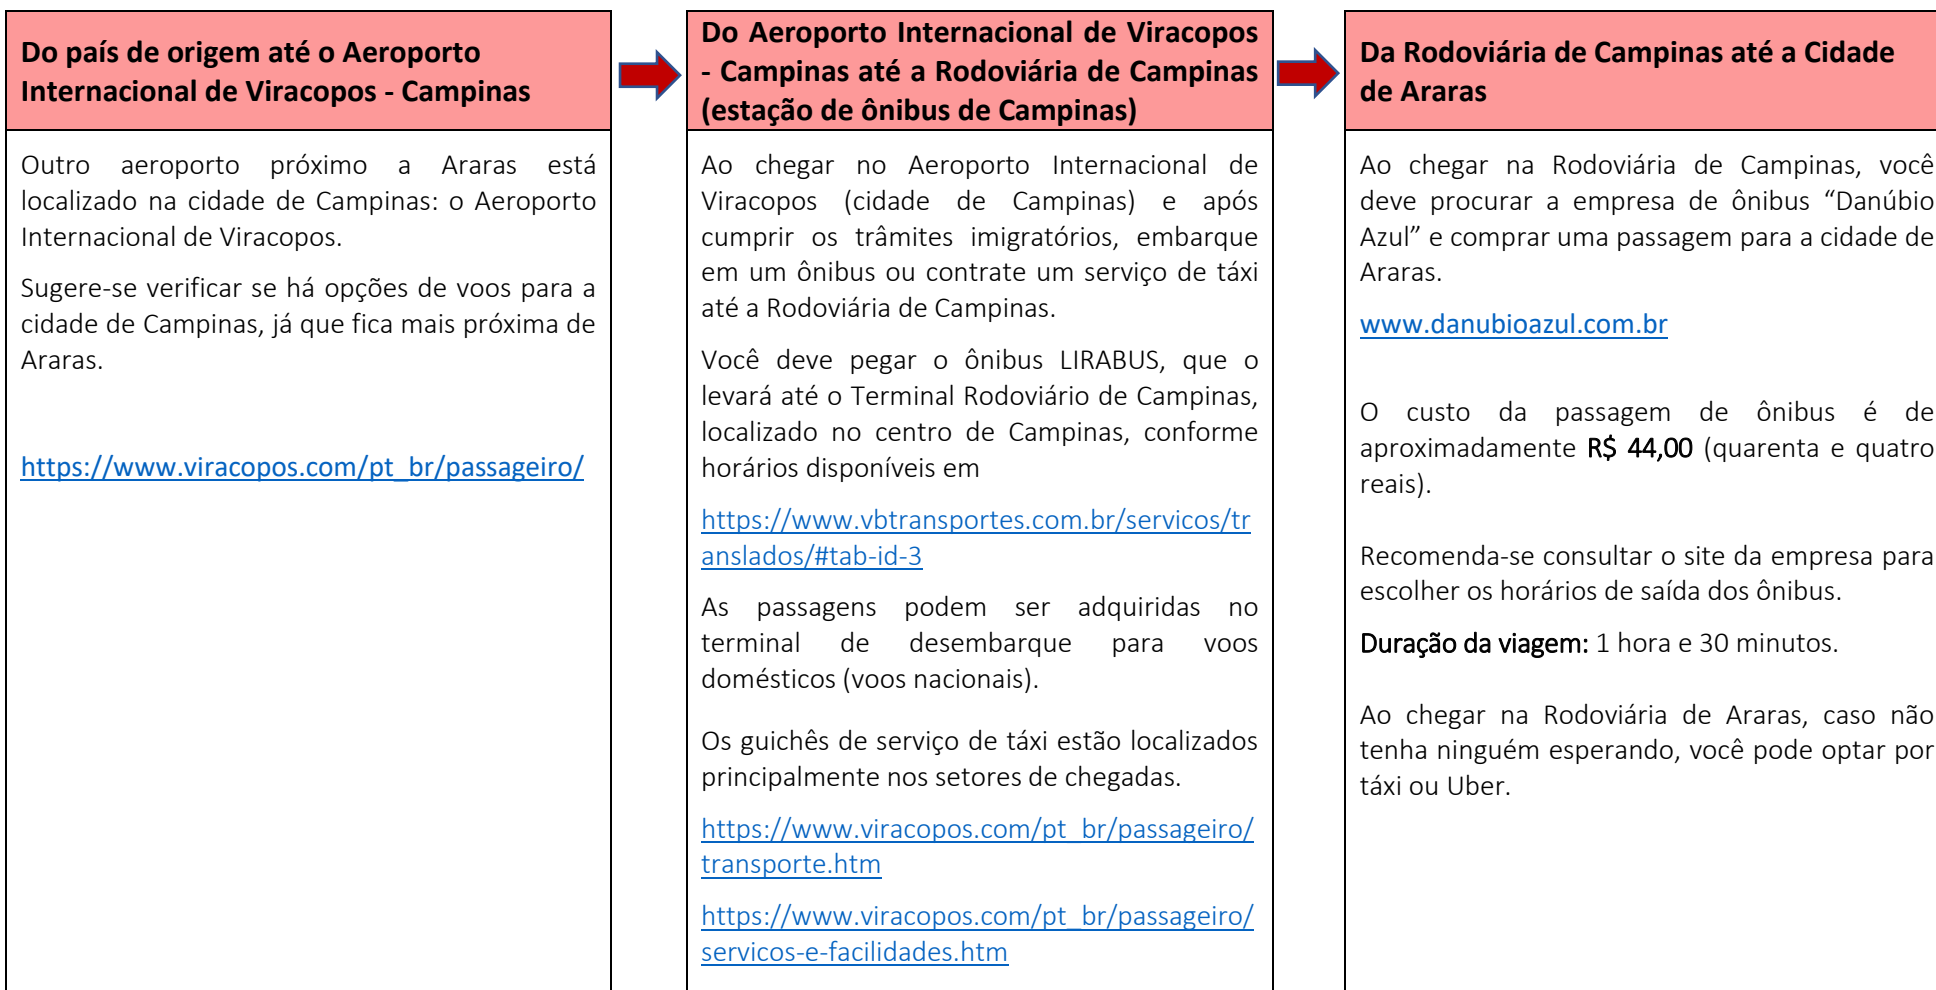 Do país de origem até o Aeroporto
Internacional de Viracopos - Campinas
Outro aeroporto próximo a Araras está
localizado na cidade de Campinas: o Aeroporto
Internacional de Viracopos.
Sugere-se verificar se há opções de voos para a
cidade de Campinas, já que fica mais próxima de
Araras.
https://www.viracopos.com/pt_br/passageiro/
Do Aeroporto Internacional de Viracopos
- Campinas até a Rodoviária de Campinas
(estação de ônibus de Campinas)
Ao chegar no Aeroporto Internacional de
Viracopos (cidade de Campinas) e após
cumprir os trâmites imigratórios, embarque
em um ônibus ou contrate um serviço de táxi
até a Rodoviária de Campinas.
Você deve pegar o ônibus LIRABUS, que o
levará até o Terminal Rodoviário de Campinas,
localizado no centro de Campinas, conforme
horários disponíveis em
https://www.vbtransportes.com.br/servicos/tr
anslados/#tab-id-3
As passagens podem ser adquiridas no
terminal de desembarque para voos
domésticos (voos nacionais).
Os guichês de serviço de táxi estão localizados
principalmente nos setores de chegadas.
https://www.viracopos.com/pt_br/passageiro/
transporte.htm
https://www.viracopos.com/pt_br/passageiro/
servicos-e-facilidades.htm
Da Rodoviária de Campinas até a Cidade
de Araras
Ao chegar na Rodoviária de Campinas, você
deve procurar a empresa de ônibus “Danúbio
Azul” e comprar uma passagem para a cidade de
Araras.
www.danubioazul.com.br
O custo da passagem de ônibus é de
aproximadamente R$ 44,00 (quarenta e quatro
reais).
Recomenda-se consultar o site da empresa para
escolher os horários de saída dos ônibus.
Duração da viagem: 1 hora e 30 minutos.
Ao chegar na Rodoviária de Araras, caso não
tenha ninguém esperando, você pode optar por
táxi ou Uber.